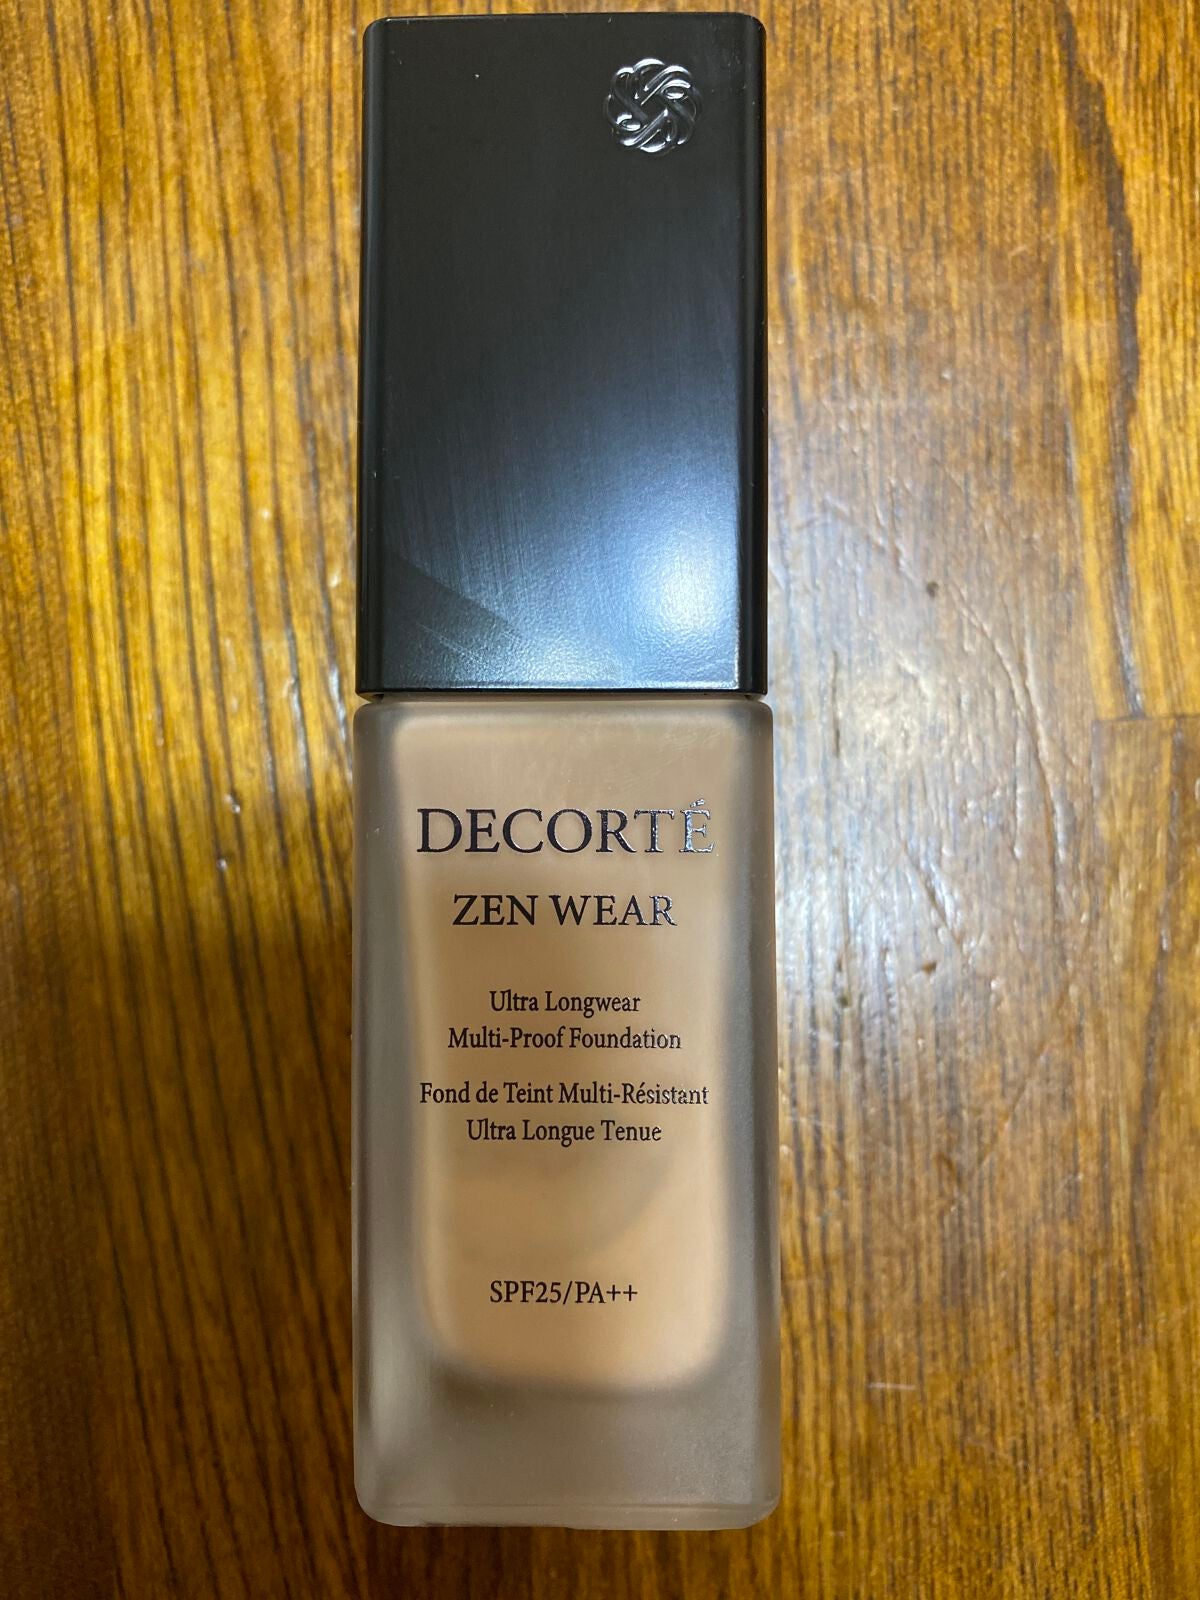 DECORTÉ
ZEN WEAR
Ultra Longwear
Multi-Proof Foundation
Fond de Teint Multi-Résistant
Ultra Longue Tenue
SPF25/PA++